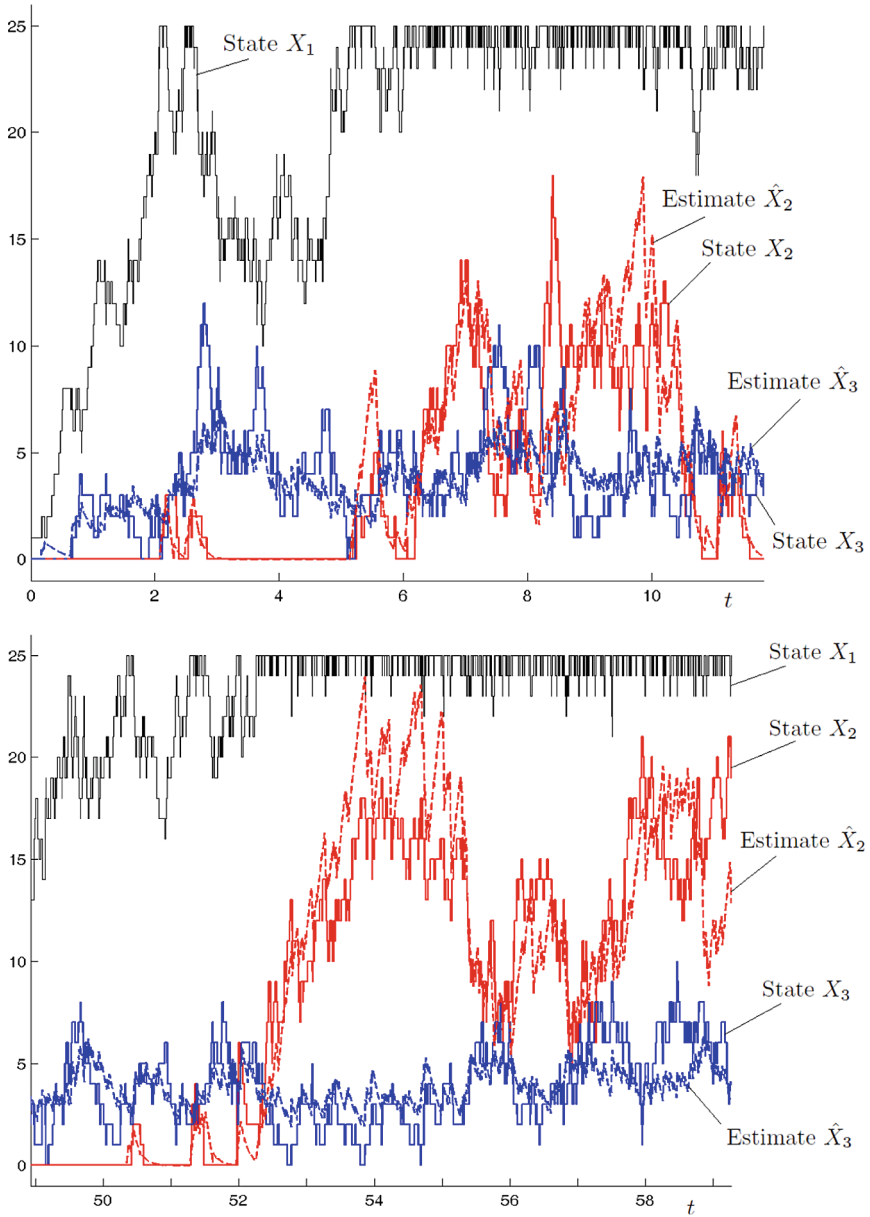 25
State X₁
20
Estimate X̂₂
15
State X₂
10
Estimate X̂₃
5
State X₃
0
0 2 4 6 8 10 t
25
State X₁
State X₂
20
Estimate X̂₂
15
10
State X₃
5
Estimate X̂₃
0
50 52 54 56 58 t